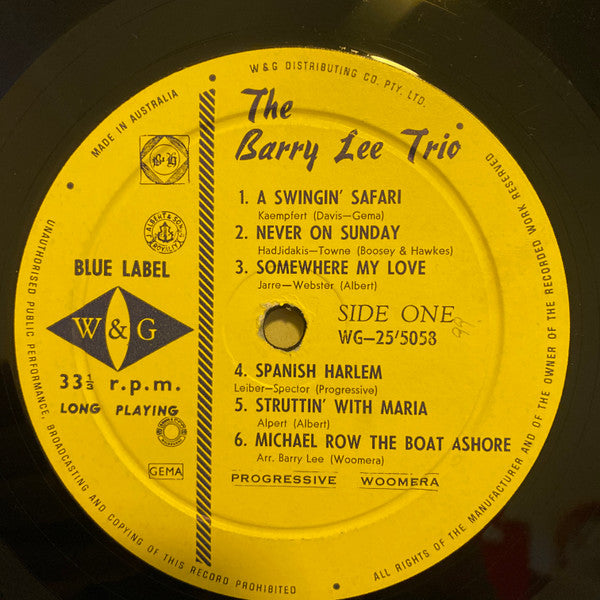 W & G DISTRIBUTING CO. PTY. LTD.
MADE IN AUSTRALIA
The
Barry Lee Trio
1. A SWINGIN' SAFARI
Kaempfert (Davis—Gema)
2. NEVER ON SUNDAY
HadJidakis—Towne (Boosey & Hawkes)
3. SOMEWHERE MY LOVE
Jarre—Webster (Albert)
B&H
J. ALBERT & SON
ROYALTY
BLUE LABEL
W&G
33⅓ r.p.m.
LONG PLAYING
GEMA
SIDE ONE
WG—25/5058
4. SPANISH HARLEM
Leiber—Spector (Progressive)
5. STRUTTIN' WITH MARIA
Alpert (Albert)
6. MICHAEL ROW THE BOAT ASHORE
Arr. Barry Lee (Woomera)
PROGRESSIVE WOOMERA
UNAUTHORISED PUBLIC PERFORMANCE, BROADCASTING AND COPYING OF THIS RECORD PROHIBITED
ALL RIGHTS OF THE MANUFACTURER AND OF THE OWNER OF THE RECORDED WORK RESERVED